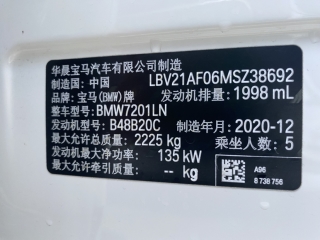 华晨宝马汽车有限公司制造
制造国：中国 LBV21AF06MSZ38692
品牌：宝马(BMW)牌 发动机排量：1998 mL
整车型号：BMW7201LN
发动机型号：B48B20C 制造年月：2020-12
最大允许总质量：2225 kg 乘坐人数：5
发动机最大净功率：135 kW
最大允许牵引质量：-- kg
A96
8 738 756